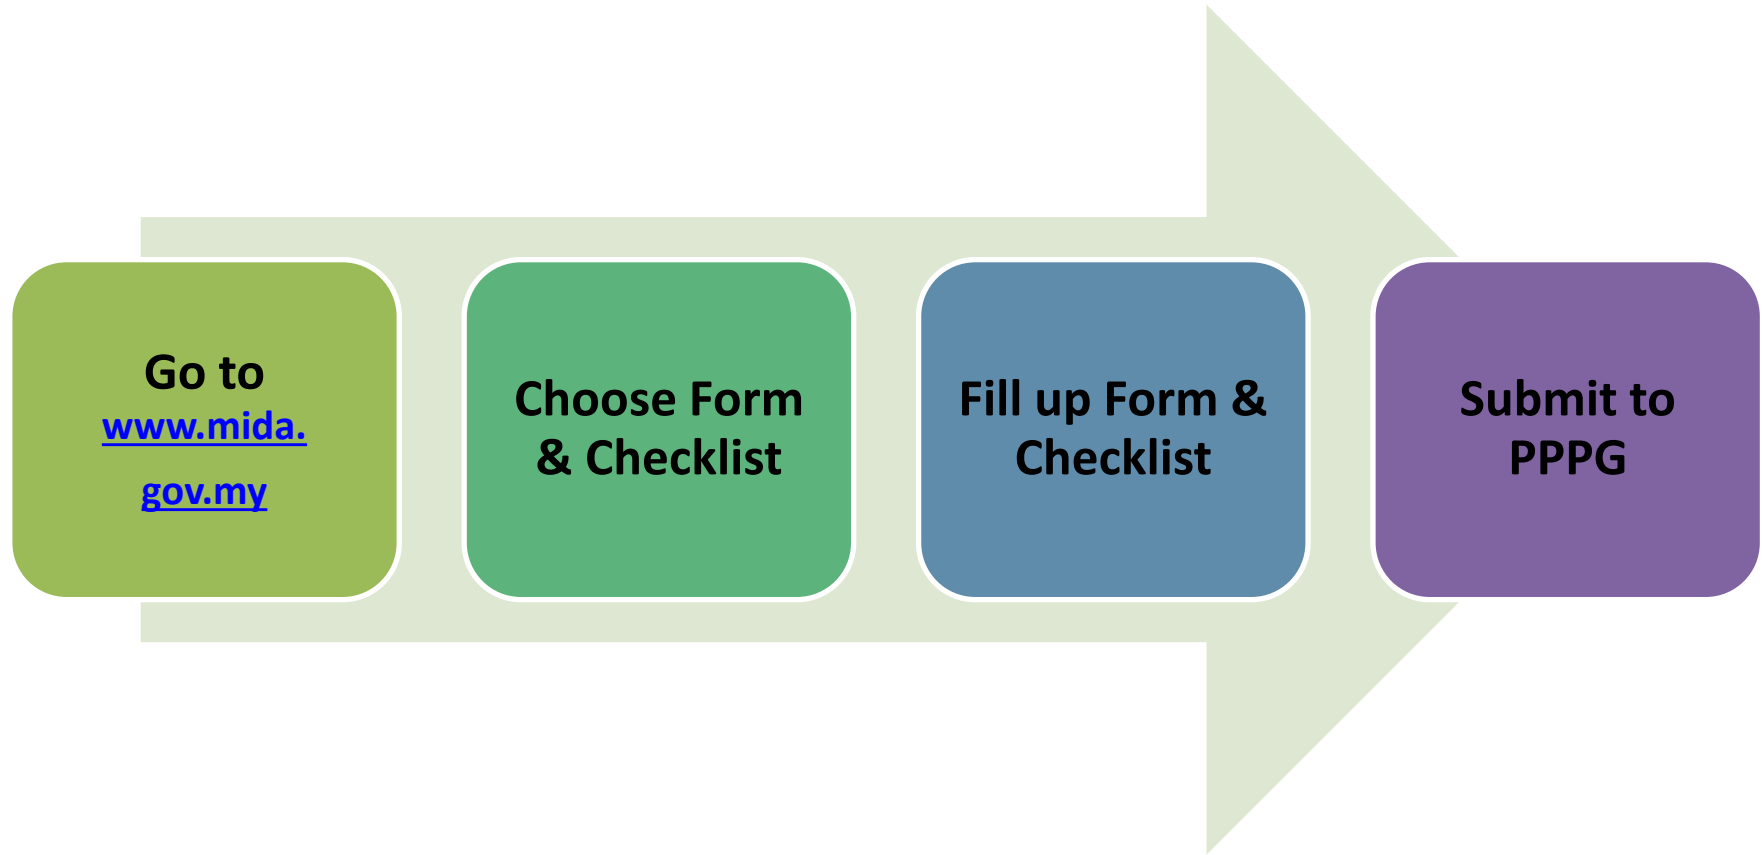 Go to
www.mida.
gov.my
Choose Form
& Checklist
Fill up Form &
Checklist
Submit to
PPPG